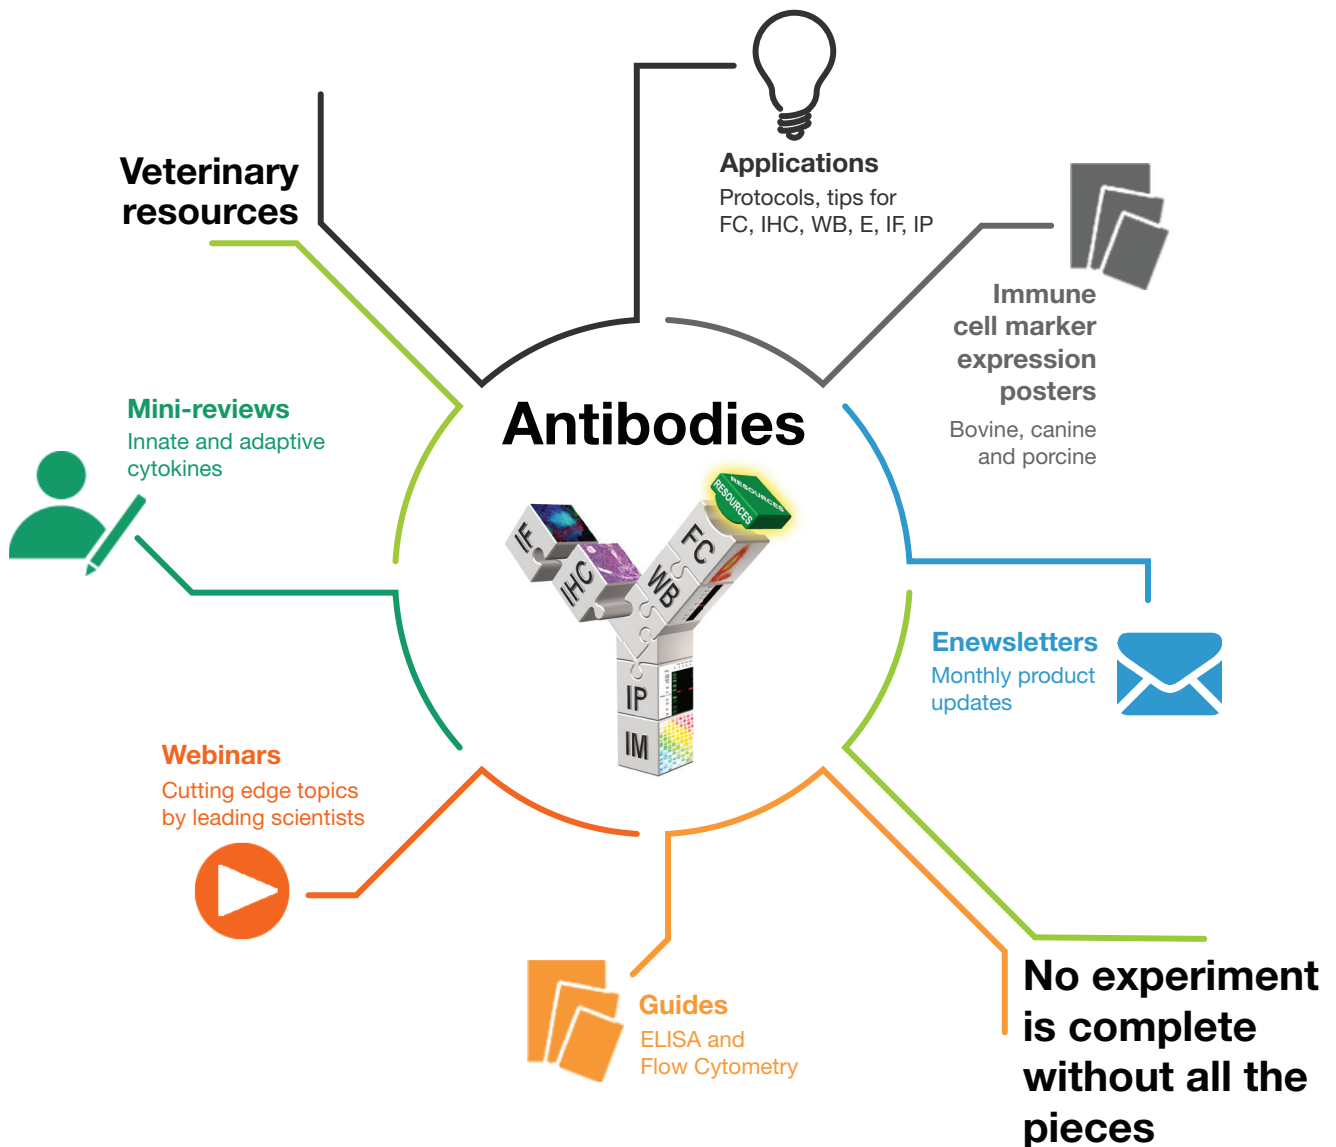 Applications
Protocols, tips for
FC, IHC, WB, E, IF, IP
Veterinary
resources
Immune
cell marker
expression
posters
Bovine, canine
and porcine
Mini-reviews
Innate and adaptive
cytokines
Antibodies
RESOURCES
RESOURCES
IF
IHC
FC
WB
IP
IM
Enewsletters
Monthly product
updates
Webinars
Cutting edge topics
by leading scientists
Guides
ELISA and
Flow Cytometry
No experiment
is complete
without all the
pieces